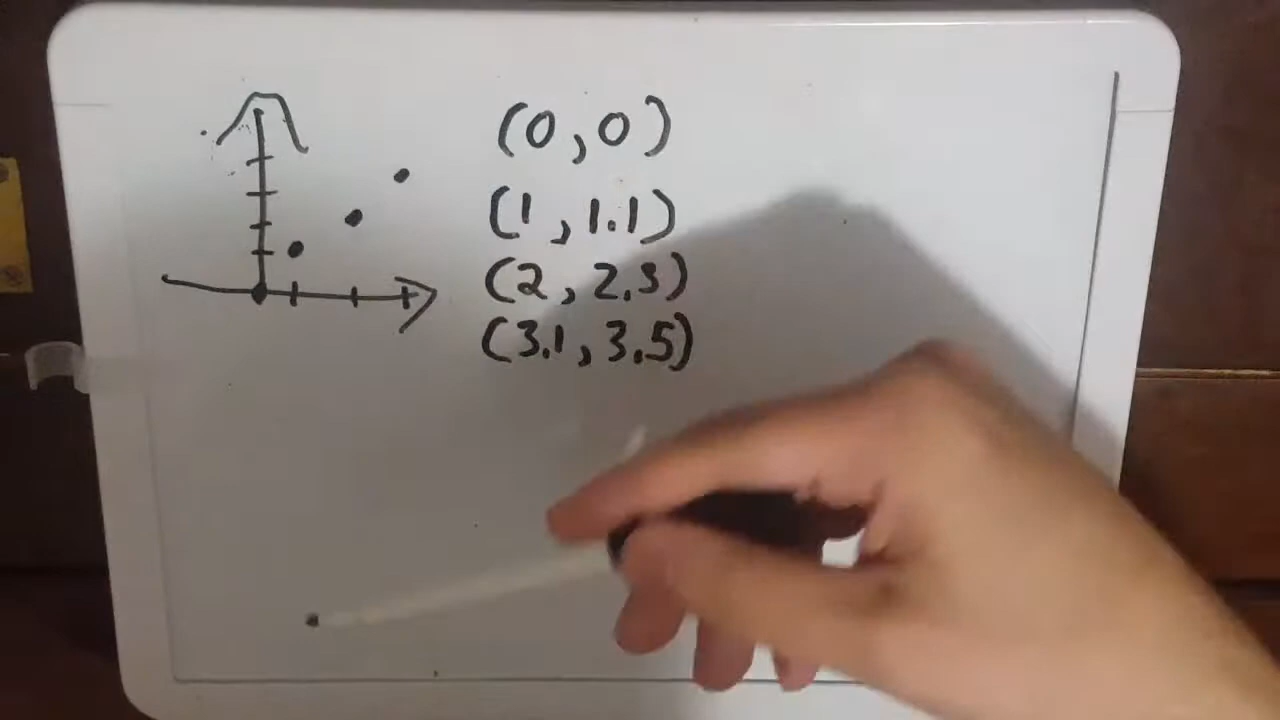 (0,0)
(1,1.1)
(2,2.3)
(3.1,3.5)